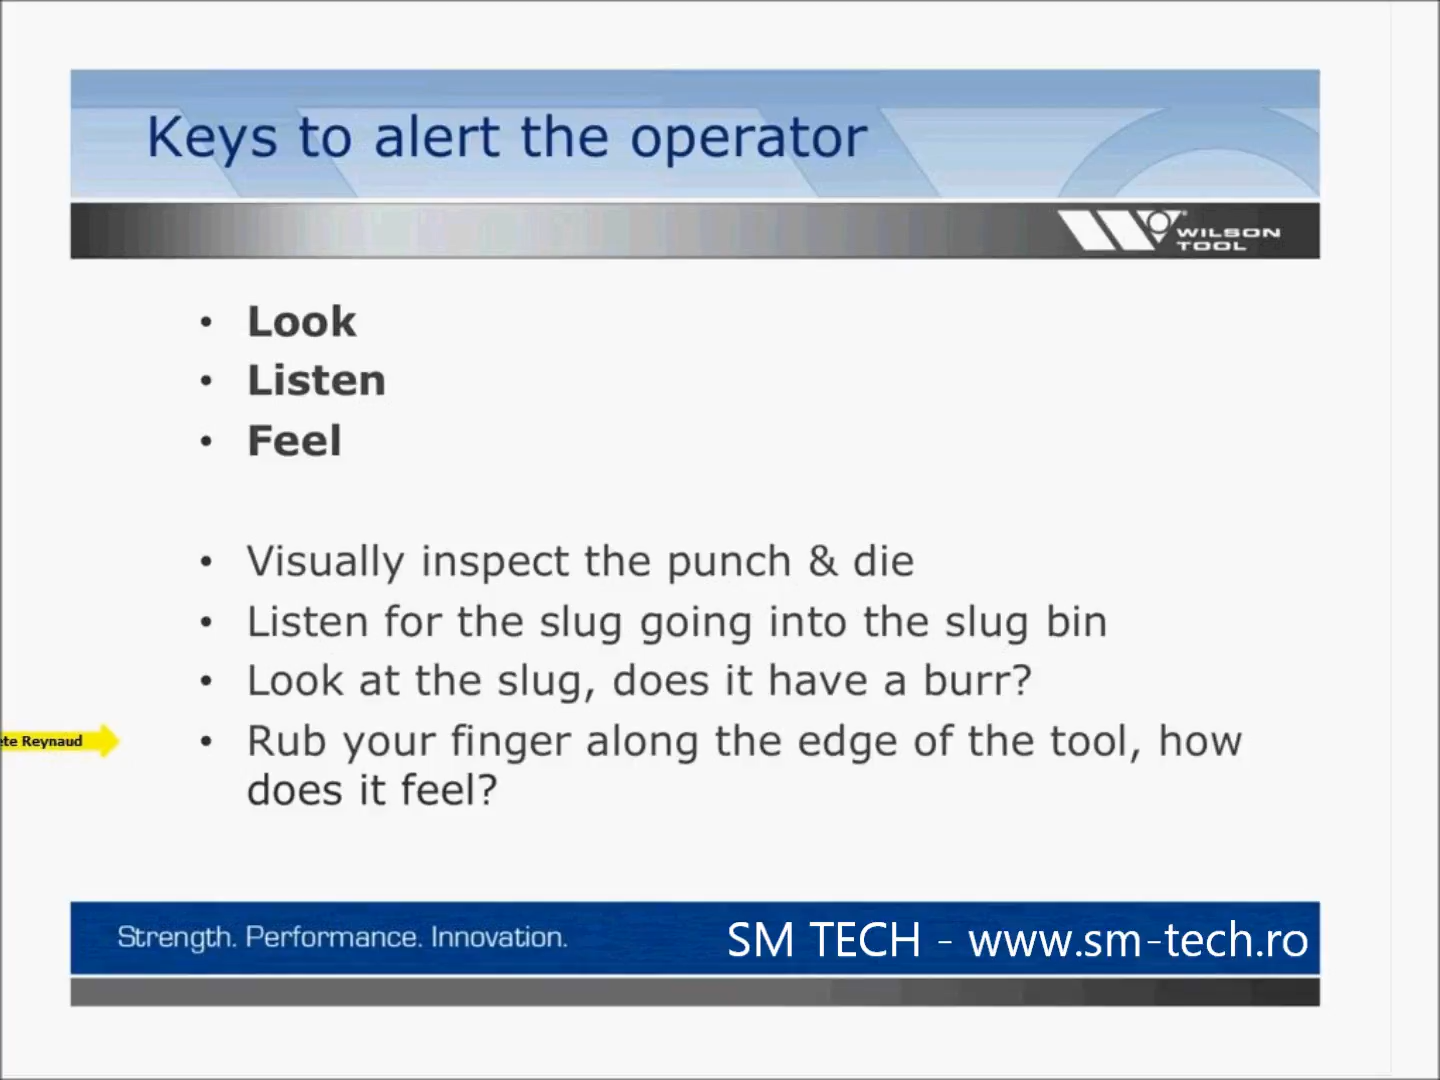 Keys to alert the operator
WILSON
TOOL
• Look
• Listen
• Feel
• Visually inspect the punch & die
• Listen for the slug going into the slug bin
• Look at the slug, does it have a burr?
ete Reynaud
• Rub your finger along the edge of the tool, how
does it feel?
Strength. Performance. Innovation.
SM TECH - www.sm-tech.ro